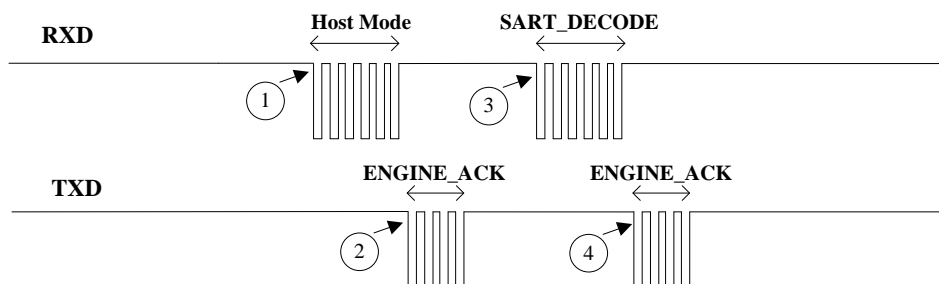 Host Mode SART_DECODE
RXD
1 3
ENGINE_ACK ENGINE_ACK
TXD
2 4